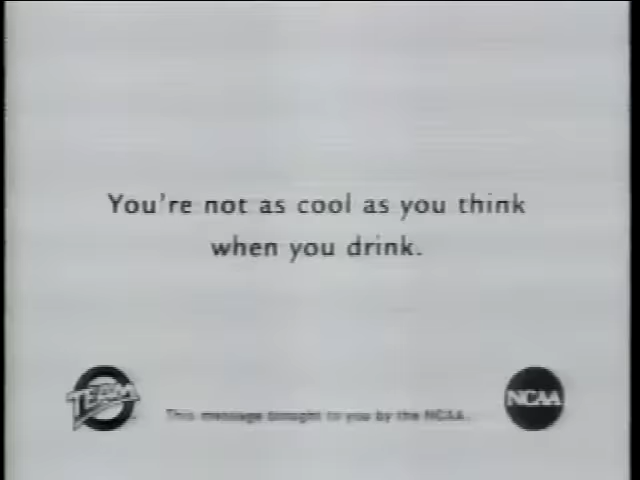 You're not as cool as you think
when you drink.
TEAM
This message brought to you by the NCAA.
NCAA